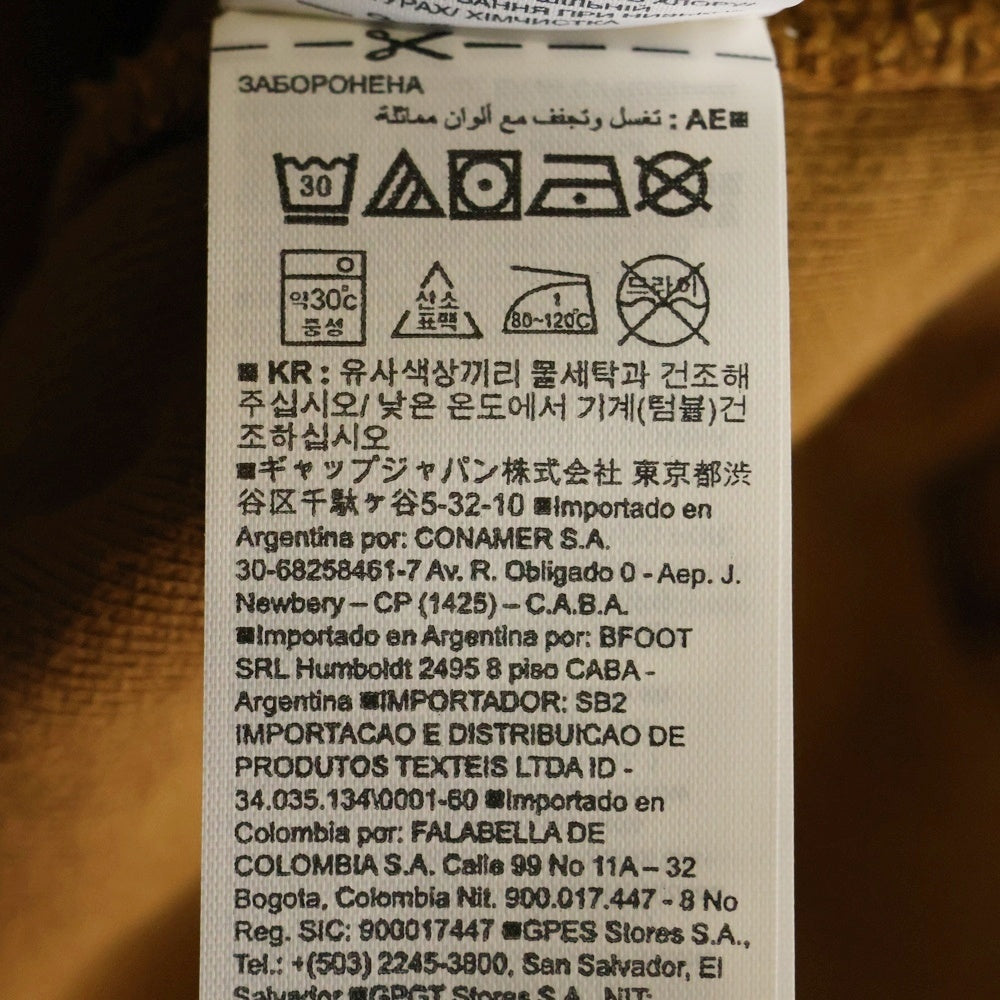 УРАХ/ ХІМЧИСТКА
ЗАБОРОНЕНА
AE : تغسل وتجفف مع ألوان مماثلة
30
약30℃
중성
산소
표백
1
80~120℃
드라이
■ KR : 유사색상끼리 물세탁과 건조해
주십시오/ 낮은 온도에서 기계(텀블)건
조하십시오
■ギャップジャパン株式会社 東京都渋
谷区千駄ヶ谷5-32-10 ■Importado en
Argentina por: CONAMER S.A.
30-68258461-7 Av. R. Obligado 0 - Aep. J.
Newbery – CP (1425) – C.A.B.A.
■Importado en Argentina por: BFOOT
SRL Humboldt 2495 8 piso CABA -
Argentina ■IMPORTADOR: SB2
IMPORTACAO E DISTRIBUICAO DE
PRODUTOS TEXTEIS LTDA ID -
34.035.134\0001-60 ■Importado en
Colombia por: FALABELLA DE
COLOMBIA S.A. Calle 99 No 11A – 32
Bogota, Colombia Nit. 900.017.447 - 8 No
Reg. SIC: 900017447 ■GPES Stores S.A.,
Tel.: +(503) 2245-3800, San Salvador, El
Salvador ■GPGT Stores S.A., NIT: